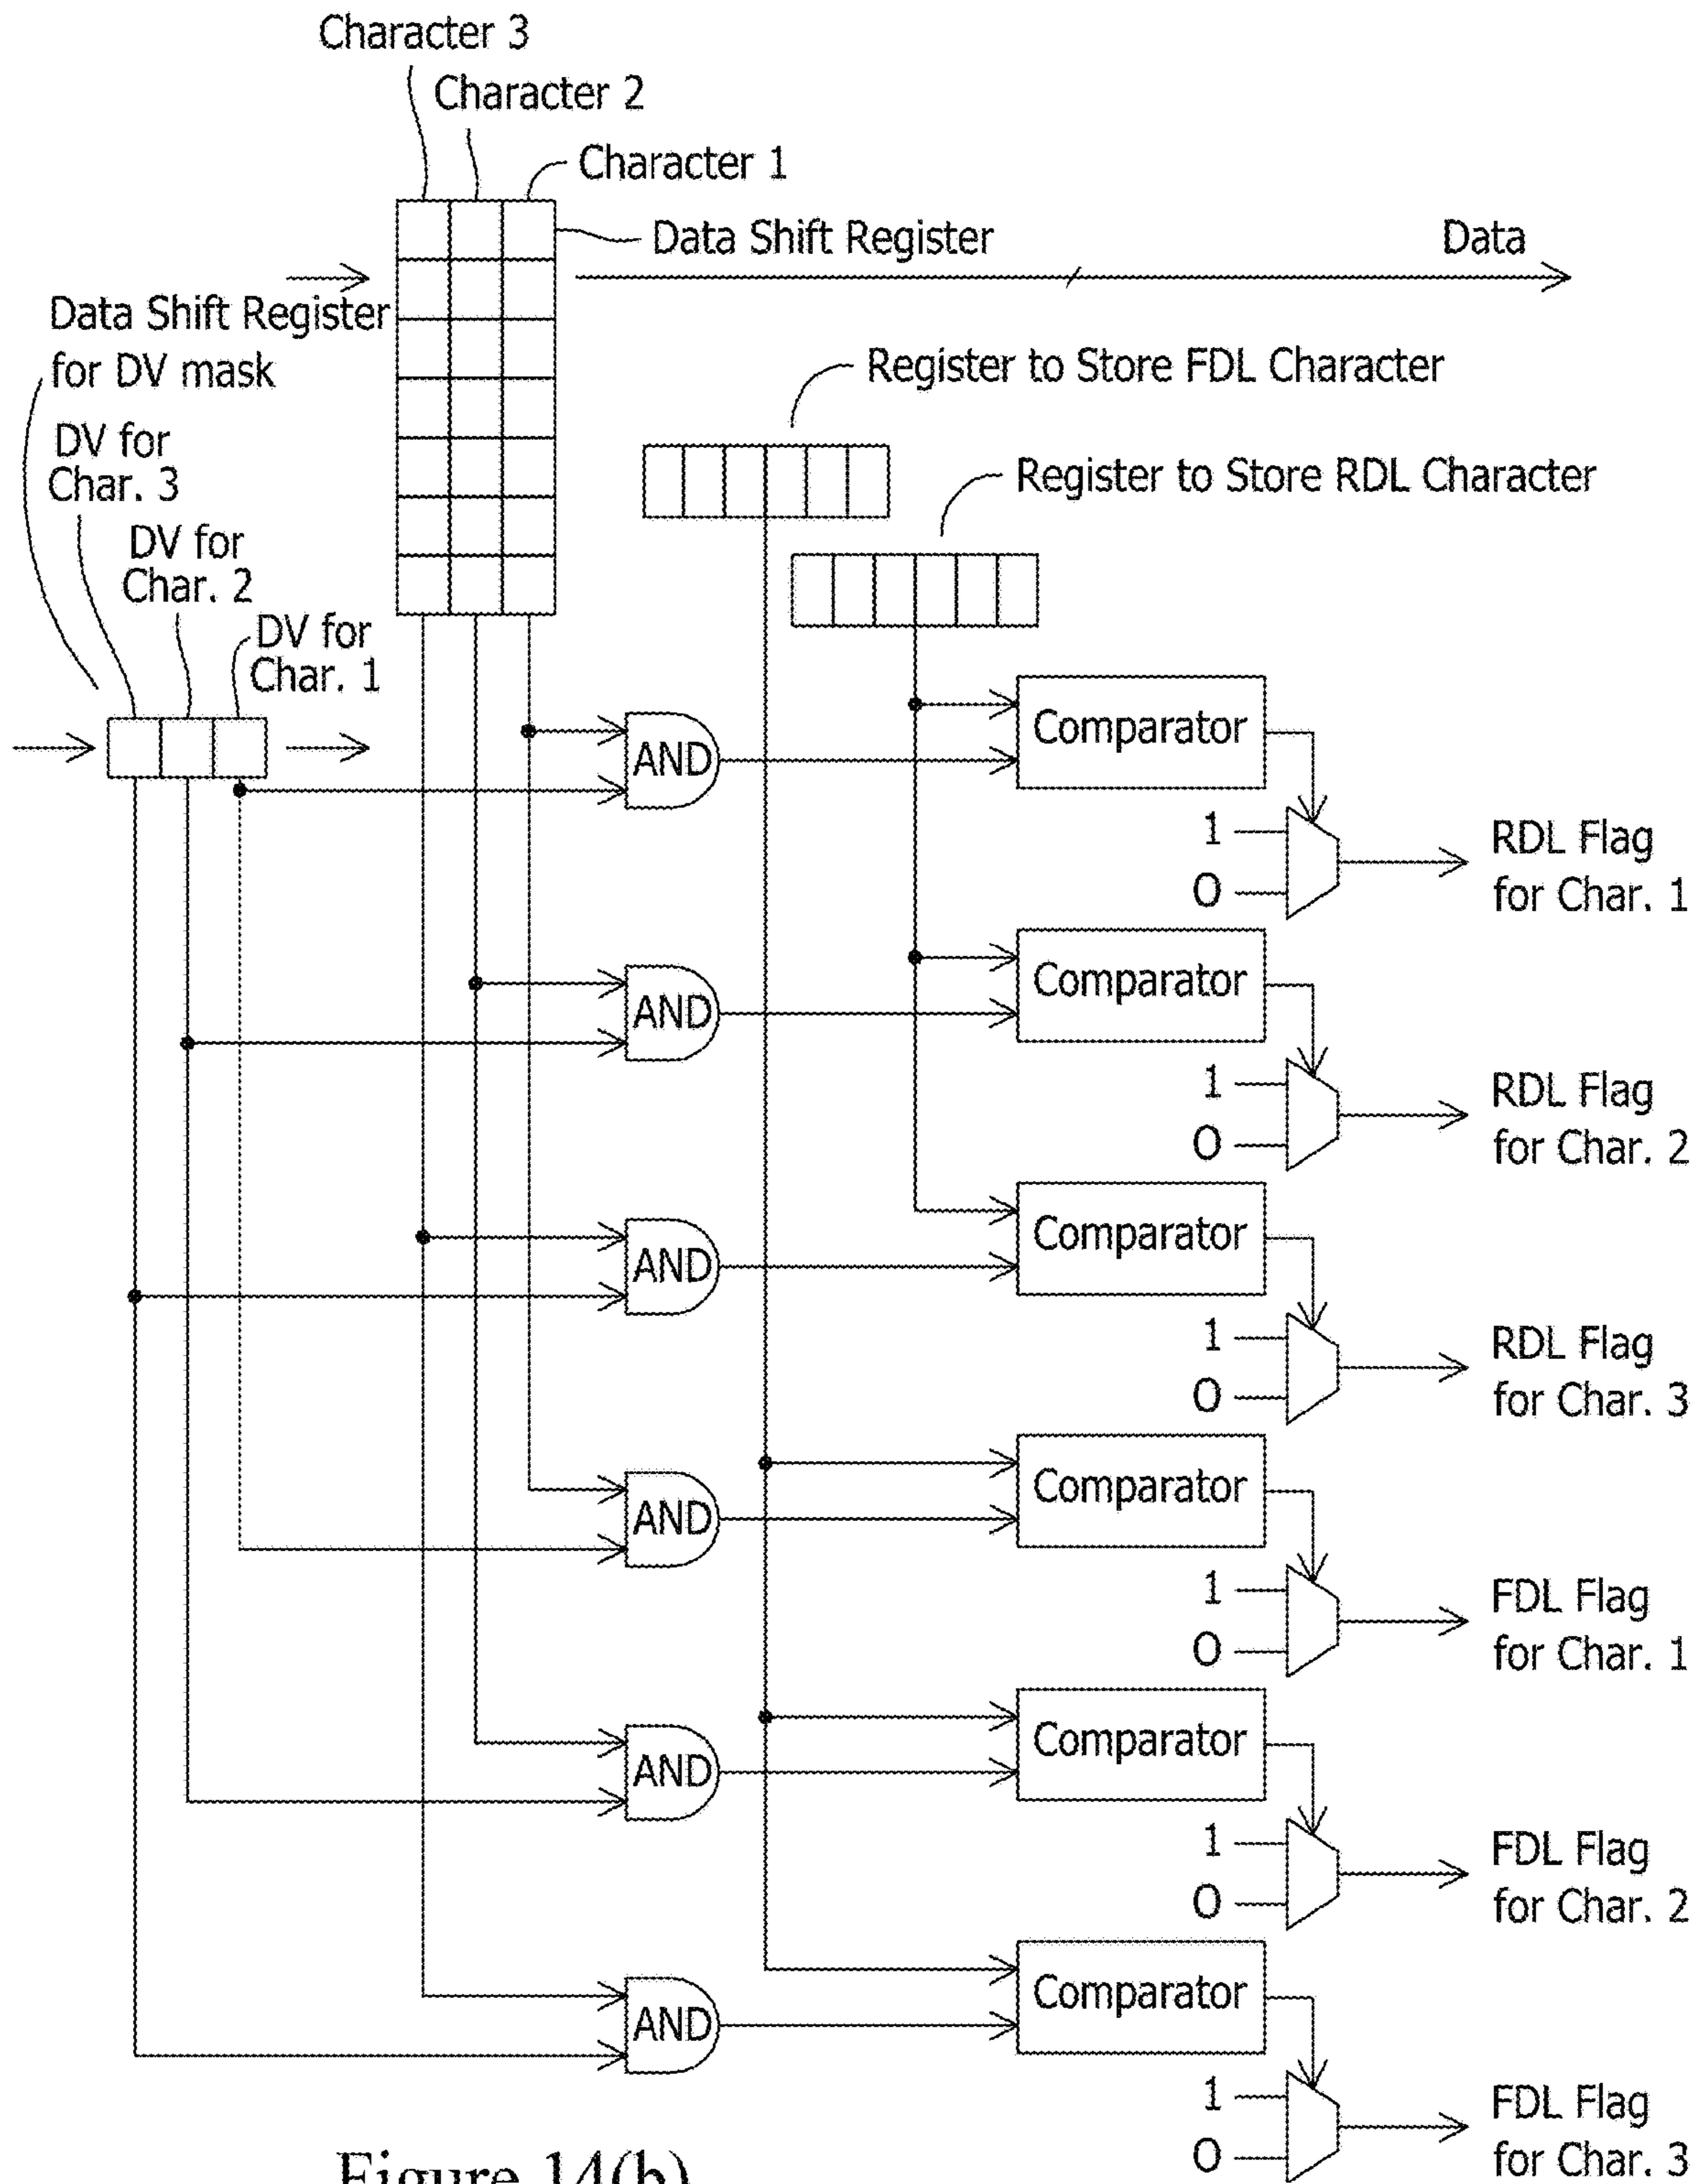 Character 3
Character 2
Character 1
Data Shift Register
Data
Data Shift Register
for DV mask
Register to Store FDL Character
DV for
Char. 3
Register to Store RDL Character
DV for
Char. 2
DV for
Char. 1
AND
Comparator
1
0
RDL Flag
for Char. 1
AND
Comparator
1
0
RDL Flag
for Char. 2
AND
Comparator
1
0
RDL Flag
for Char. 3
AND
Comparator
1
0
FDL Flag
for Char. 1
AND
Comparator
1
0
FDL Flag
for Char. 2
AND
Comparator
1
0
FDL Flag
for Char. 3
Figure 14(b)